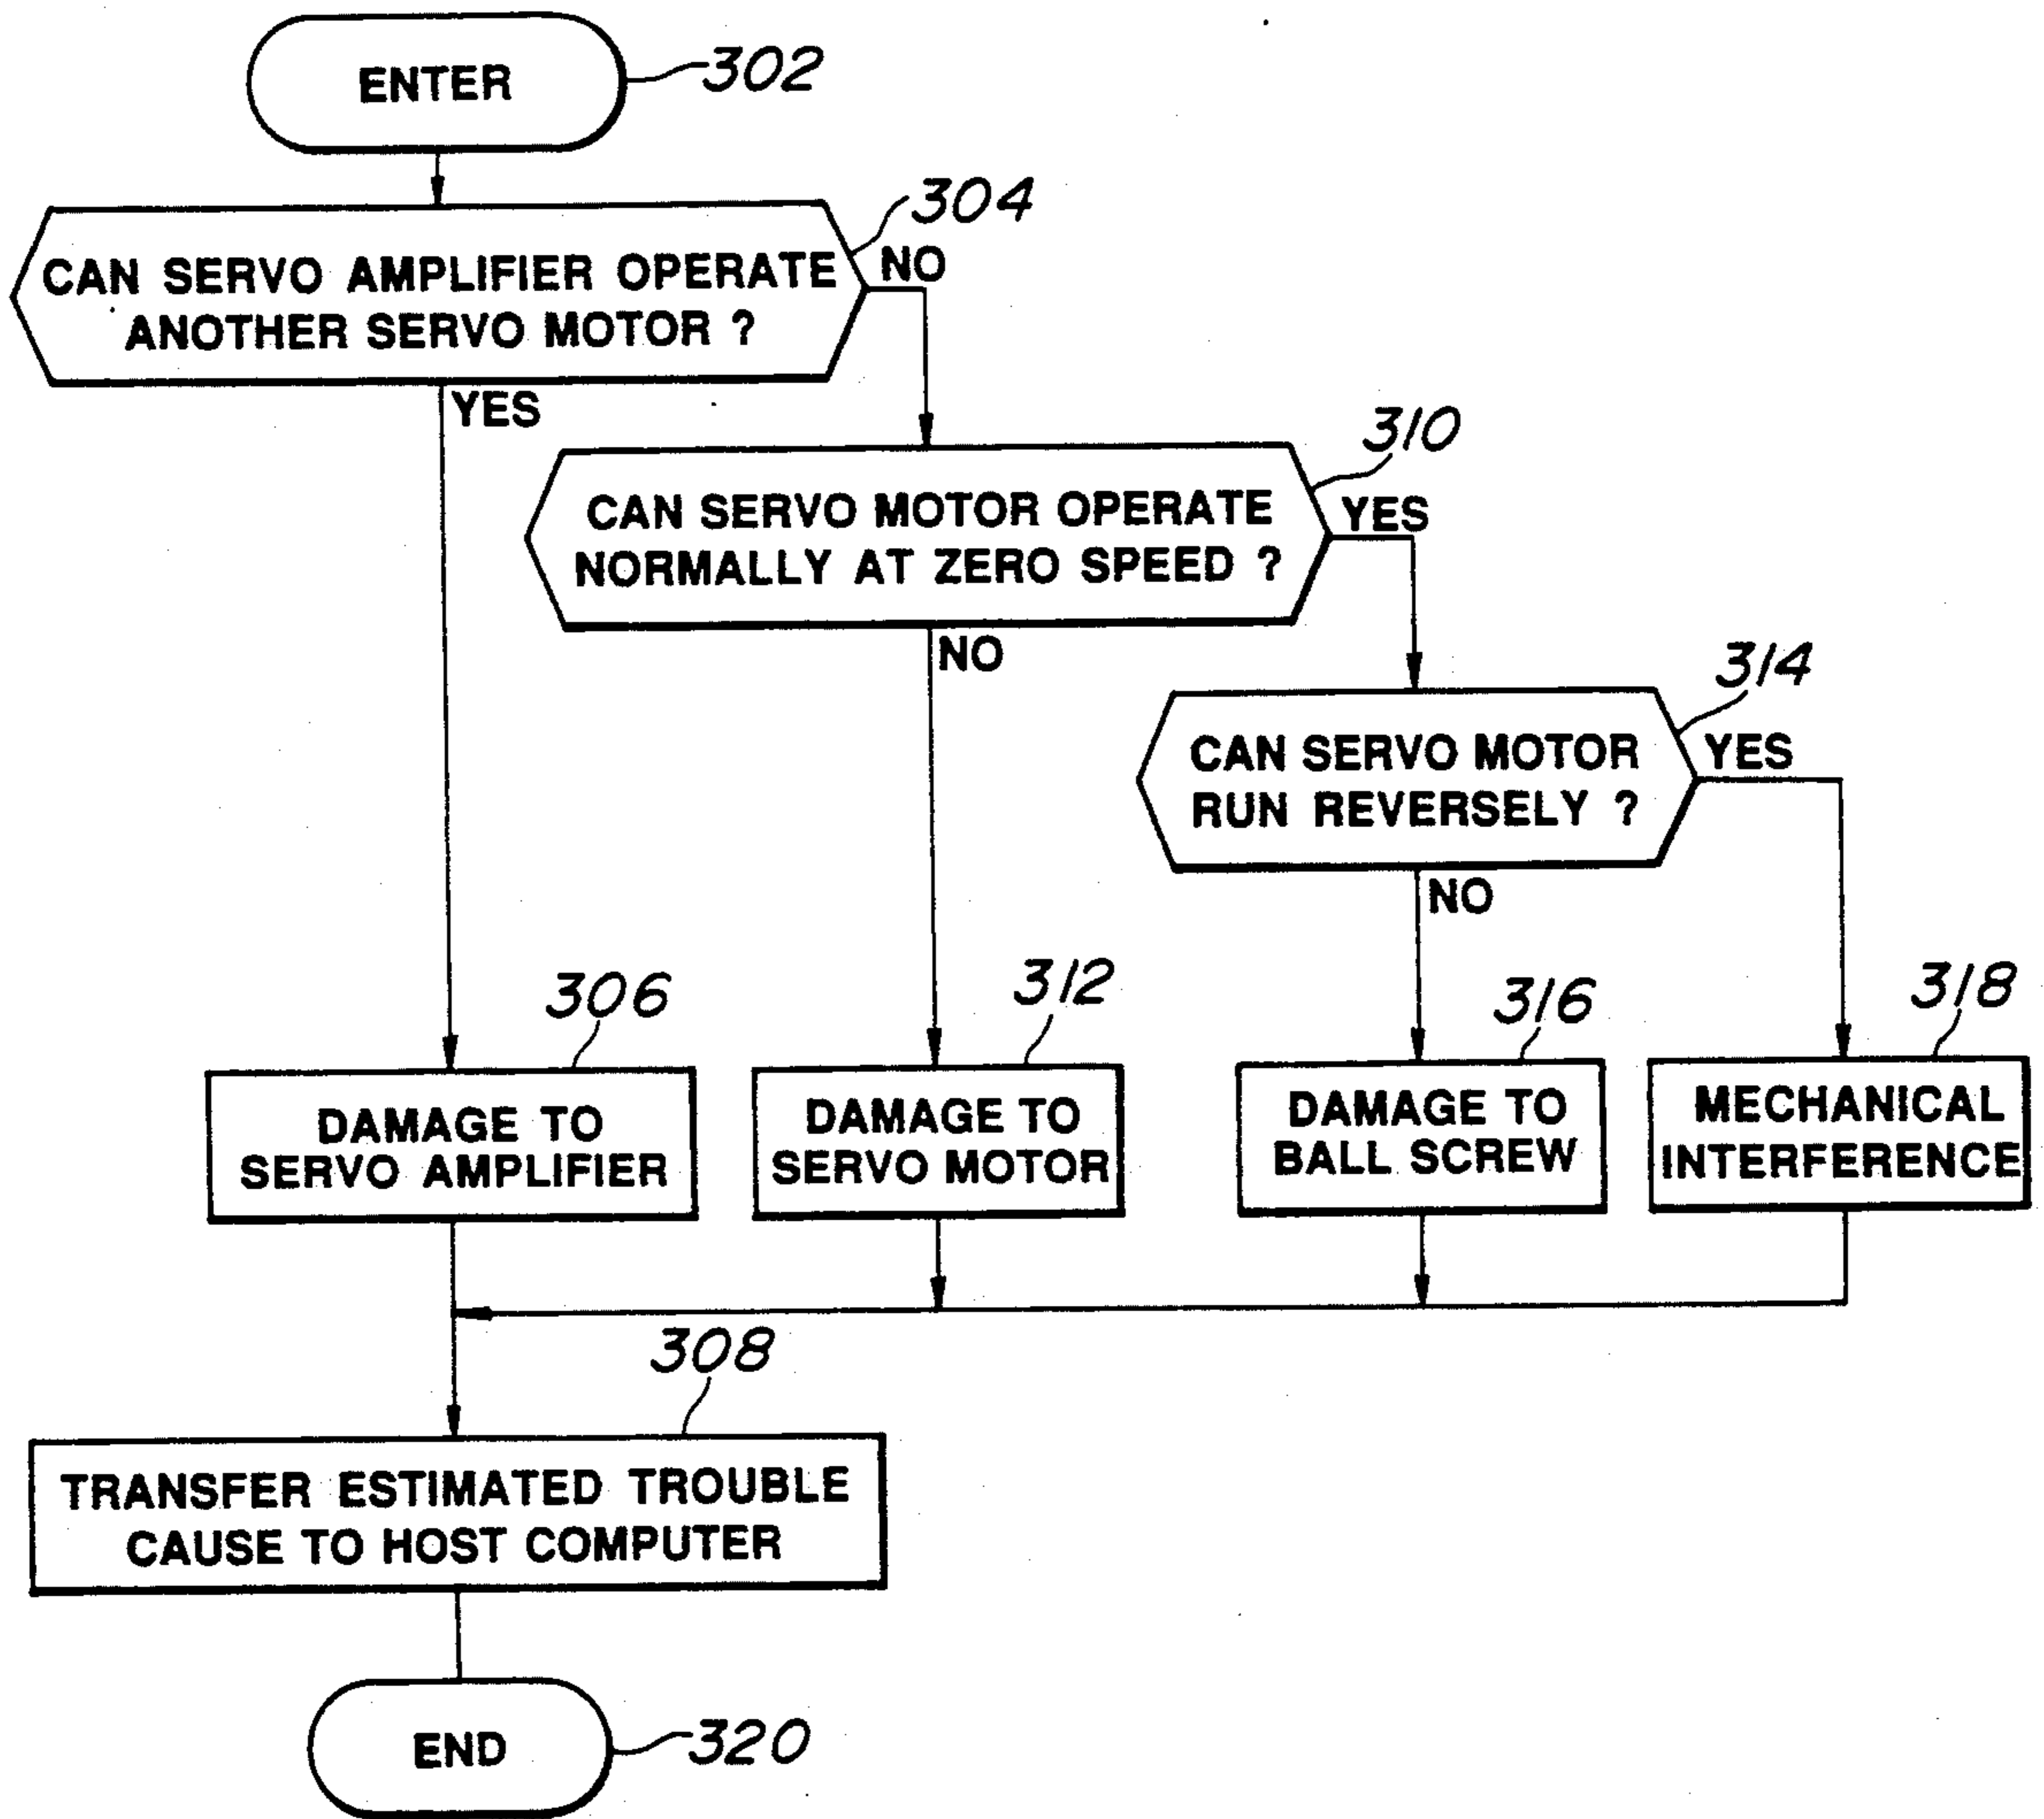 ENTER
302
304
CAN SERVO AMPLIFIER OPERATE
ANOTHER SERVO MOTOR ?
NO
YES
310
CAN SERVO MOTOR OPERATE
NORMALLY AT ZERO SPEED ?
YES
NO
314
CAN SERVO MOTOR
RUN REVERSELY ?
YES
NO
306
DAMAGE TO
SERVO AMPLIFIER
312
DAMAGE TO
SERVO MOTOR
316
DAMAGE TO
BALL SCREW
318
MECHANICAL
INTERFERENCE
308
TRANSFER ESTIMATED TROUBLE
CAUSE TO HOST COMPUTER
END
320